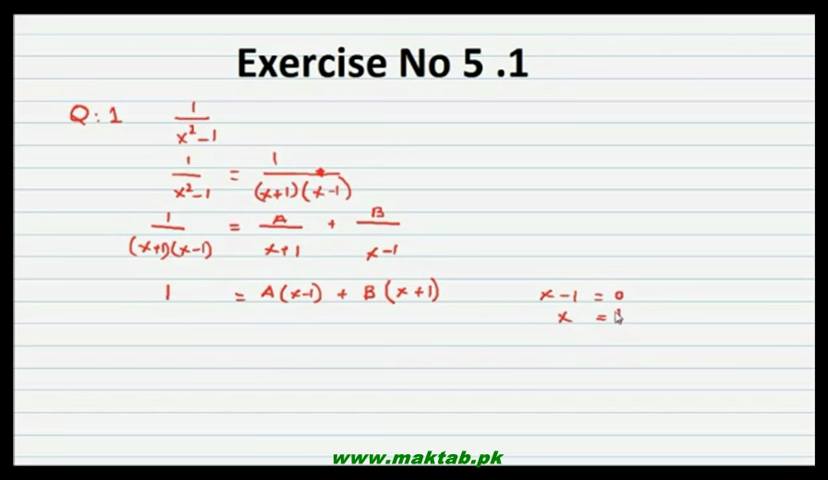 Exercise No 5 .1
Q: 1 1/(x²-1)
1/(x²-1) = 1/((x+1)(x-1))
1/((x+1)(x-1)) = A/(x+1) + B/(x-1)
1 = A(x-1) + B(x+1)
x-1 = 0
x =
www.maktab.pk